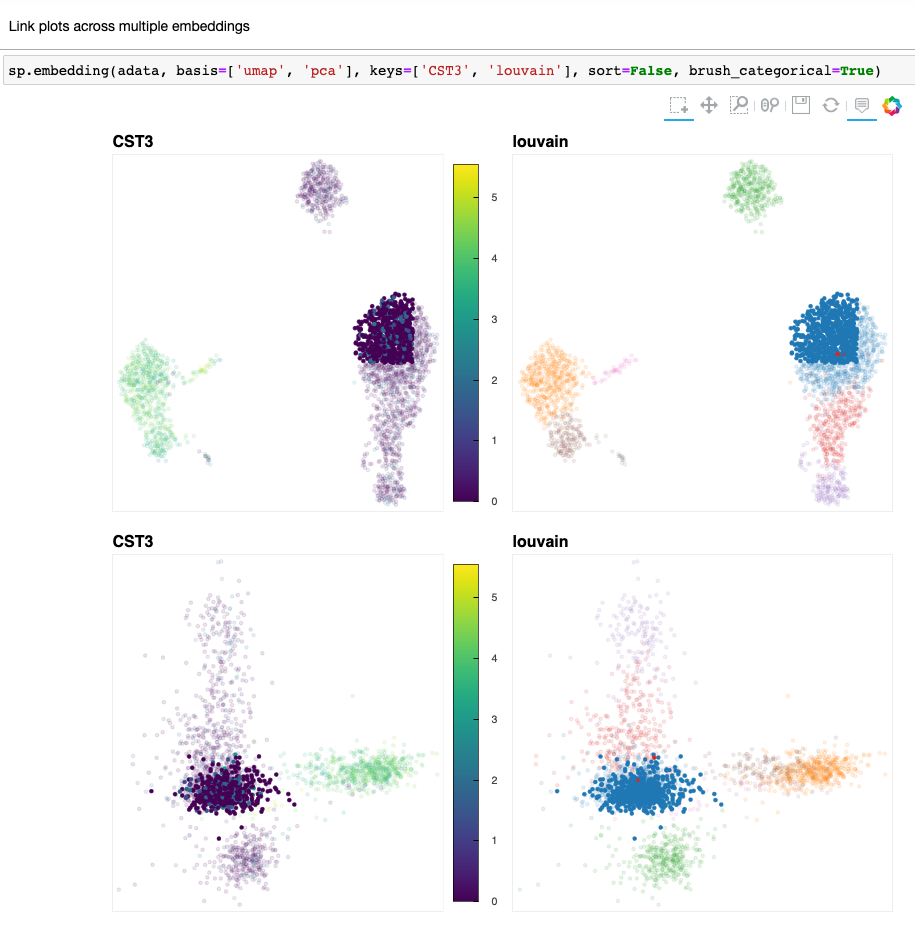 Link plots across multiple embeddings
sp.embedding(adata, basis=['umap', 'pca'], keys=['CST3', 'louvain'], sort=False, brush_categorical=True)
CST3
louvain
5
4
3
2
1
0
CST3
louvain
5
4
3
2
1
0